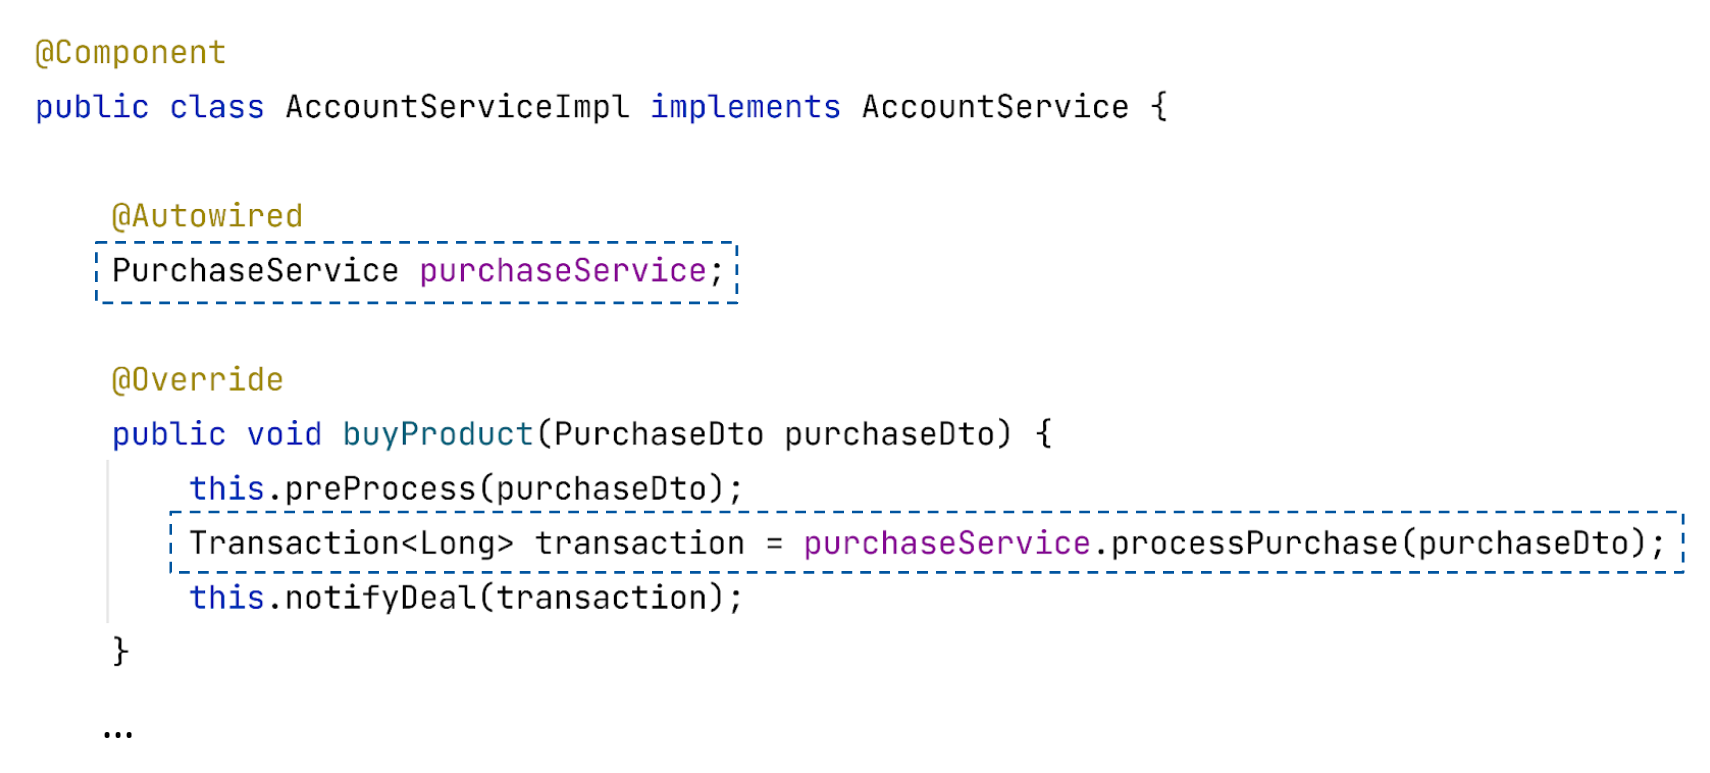 @Component
public class AccountServiceImpl implements AccountService {
@Autowired
PurchaseService purchaseService;
@Override
public void buyProduct(PurchaseDto purchaseDto) {
this.preProcess(purchaseDto);
Transaction<Long> transaction = purchaseService.processPurchase(purchaseDto);
this.notifyDeal(transaction);
}
...